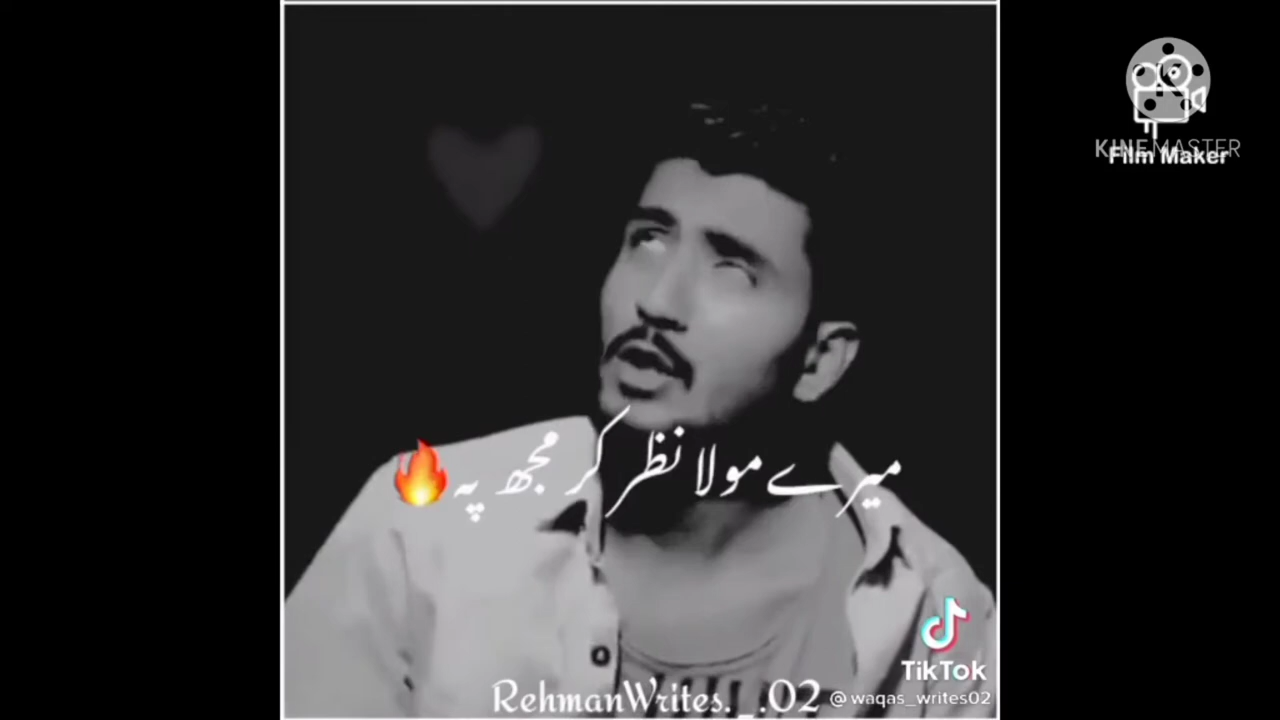 KINEMASTER
Film Maker
میرے مولا نظر کر مجھ پہ🔥
TikTok
RehmanWrites._.02
@waqas_writes02